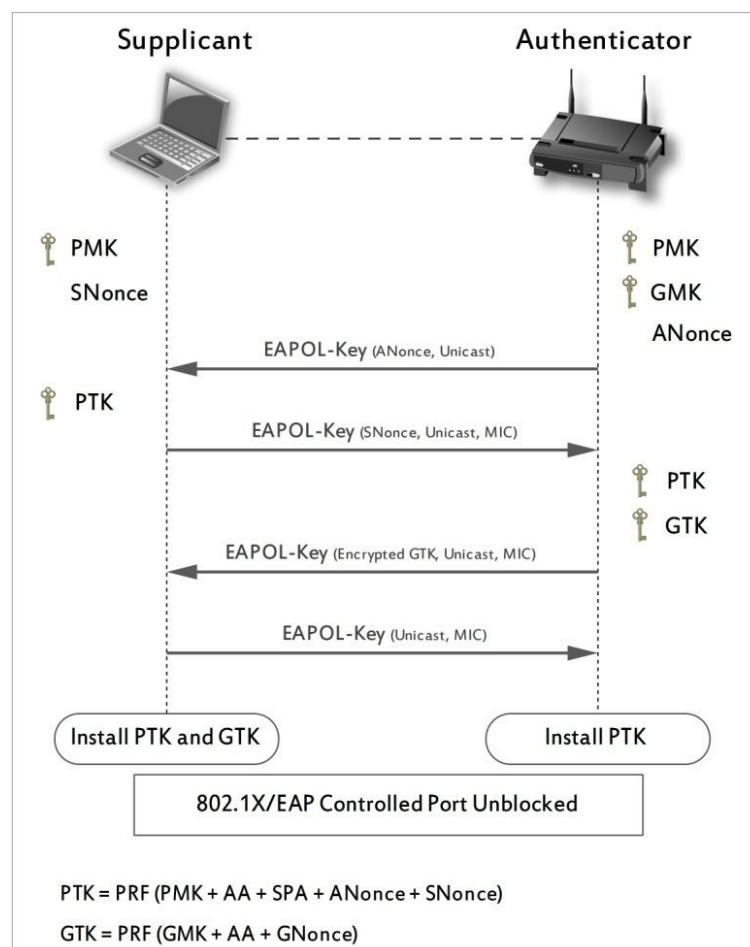 Supplicant Authenticator
PMK PMK
SNonce GMK
ANonce
EAPOL-Key (ANonce, Unicast)
PTK
EAPOL-Key (SNonce, Unicast, MIC)
PTK
GTK
EAPOL-Key (Encrypted GTK, Unicast, MIC)
EAPOL-Key (Unicast, MIC)
Install PTK and GTK Install PTK
802.1X/EAP Controlled Port Unblocked
PTK = PRF (PMK + AA + SPA + ANonce + SNonce)
GTK = PRF (GMK + AA + GNonce)